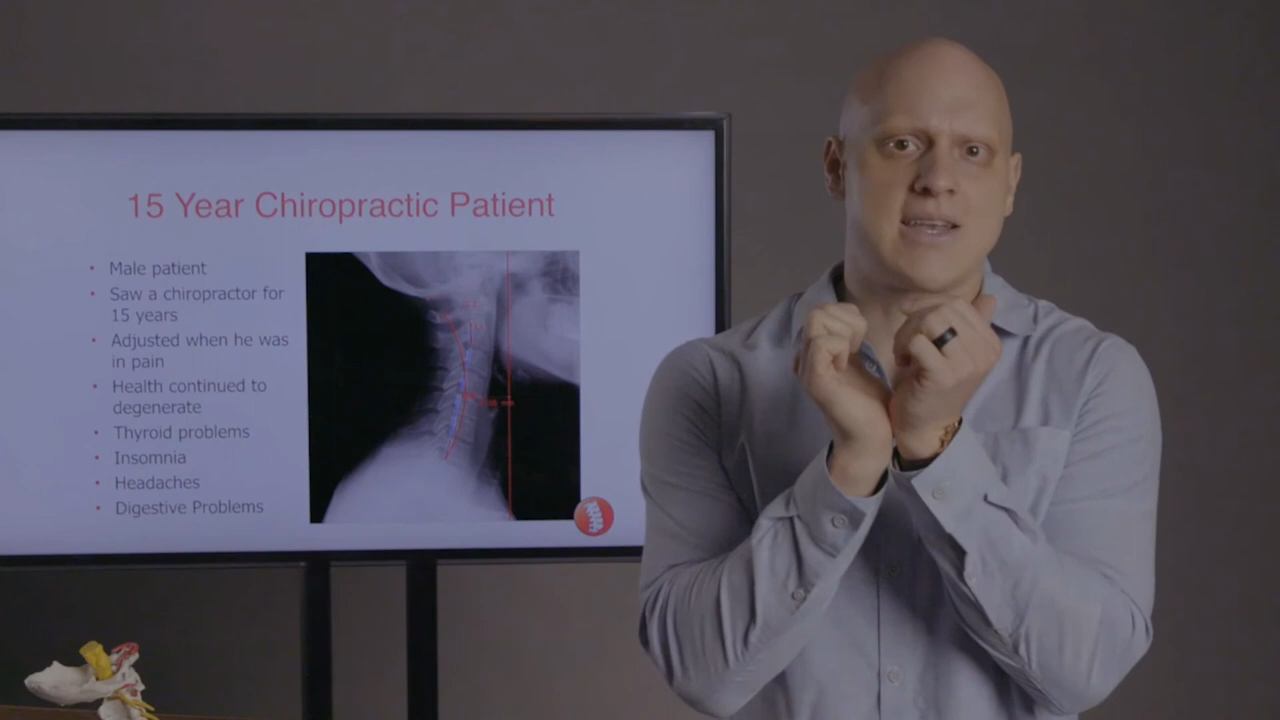 15 Year Chiropractic Patient
• Male patient
• Saw a chiropractor for
15 years
• Adjusted when he was
in pain
• Health continued to
degenerate
• Thyroid problems
• Insomnia
• Headaches
• Digestive Problems